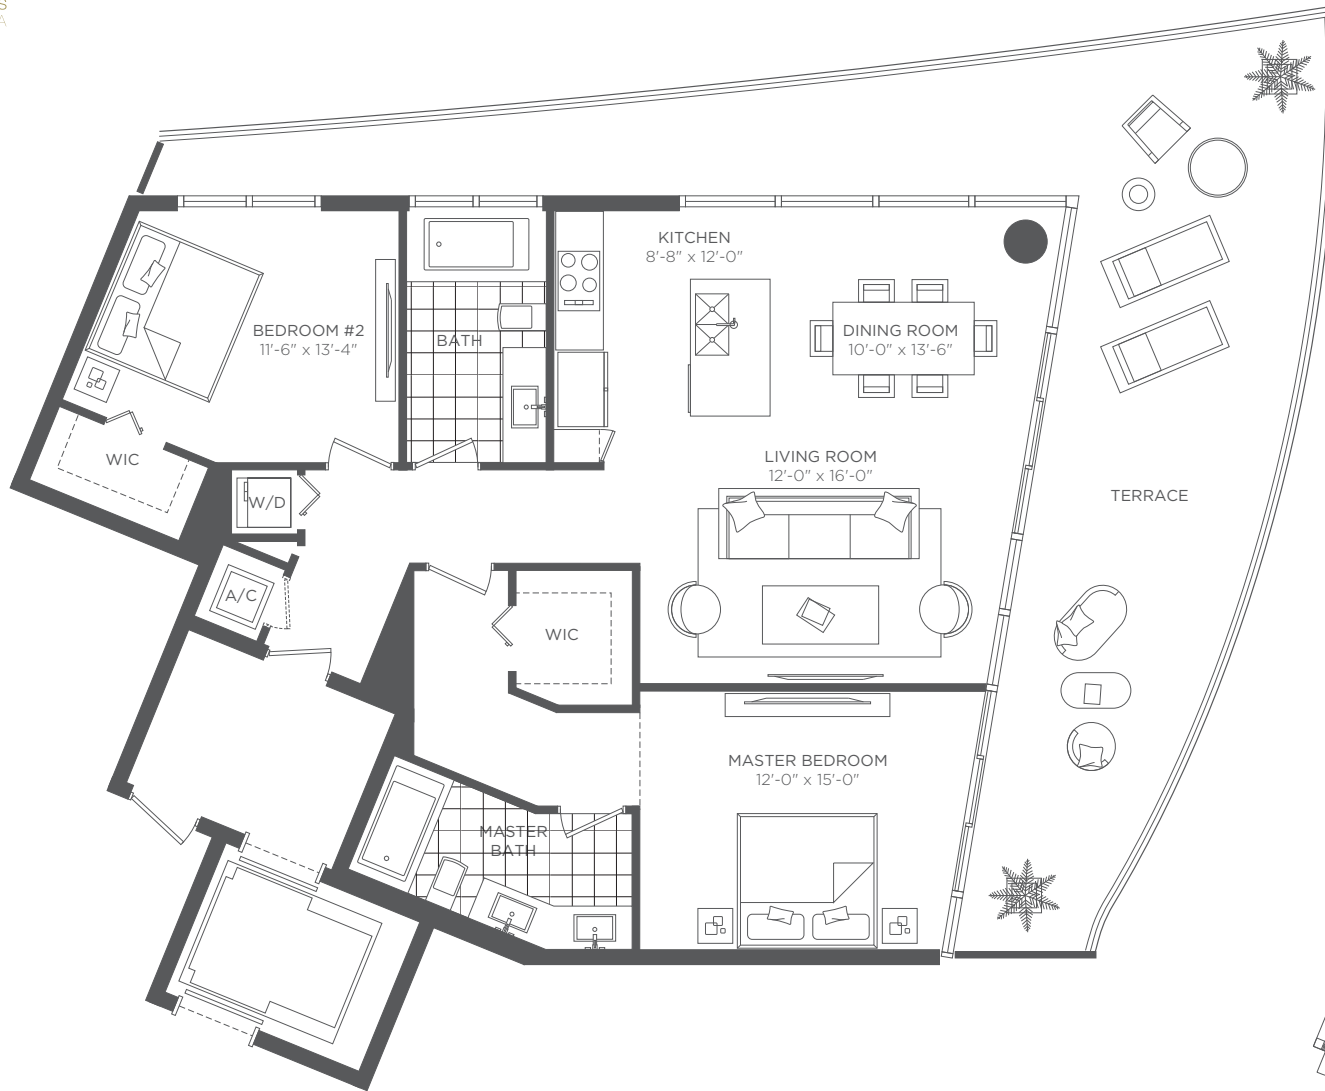 S
A
KITCHEN
8'-8" x 12'-0"
BEDROOM #2
11'-6" x 13'-4"
BATH
DINING ROOM
10'-0" x 13'-6"
WIC
LIVING ROOM
12'-0" x 16'-0"
W/D
TERRACE
A/C
WIC
MASTER BEDROOM
12'-0" x 15'-0"
MASTER
BATH